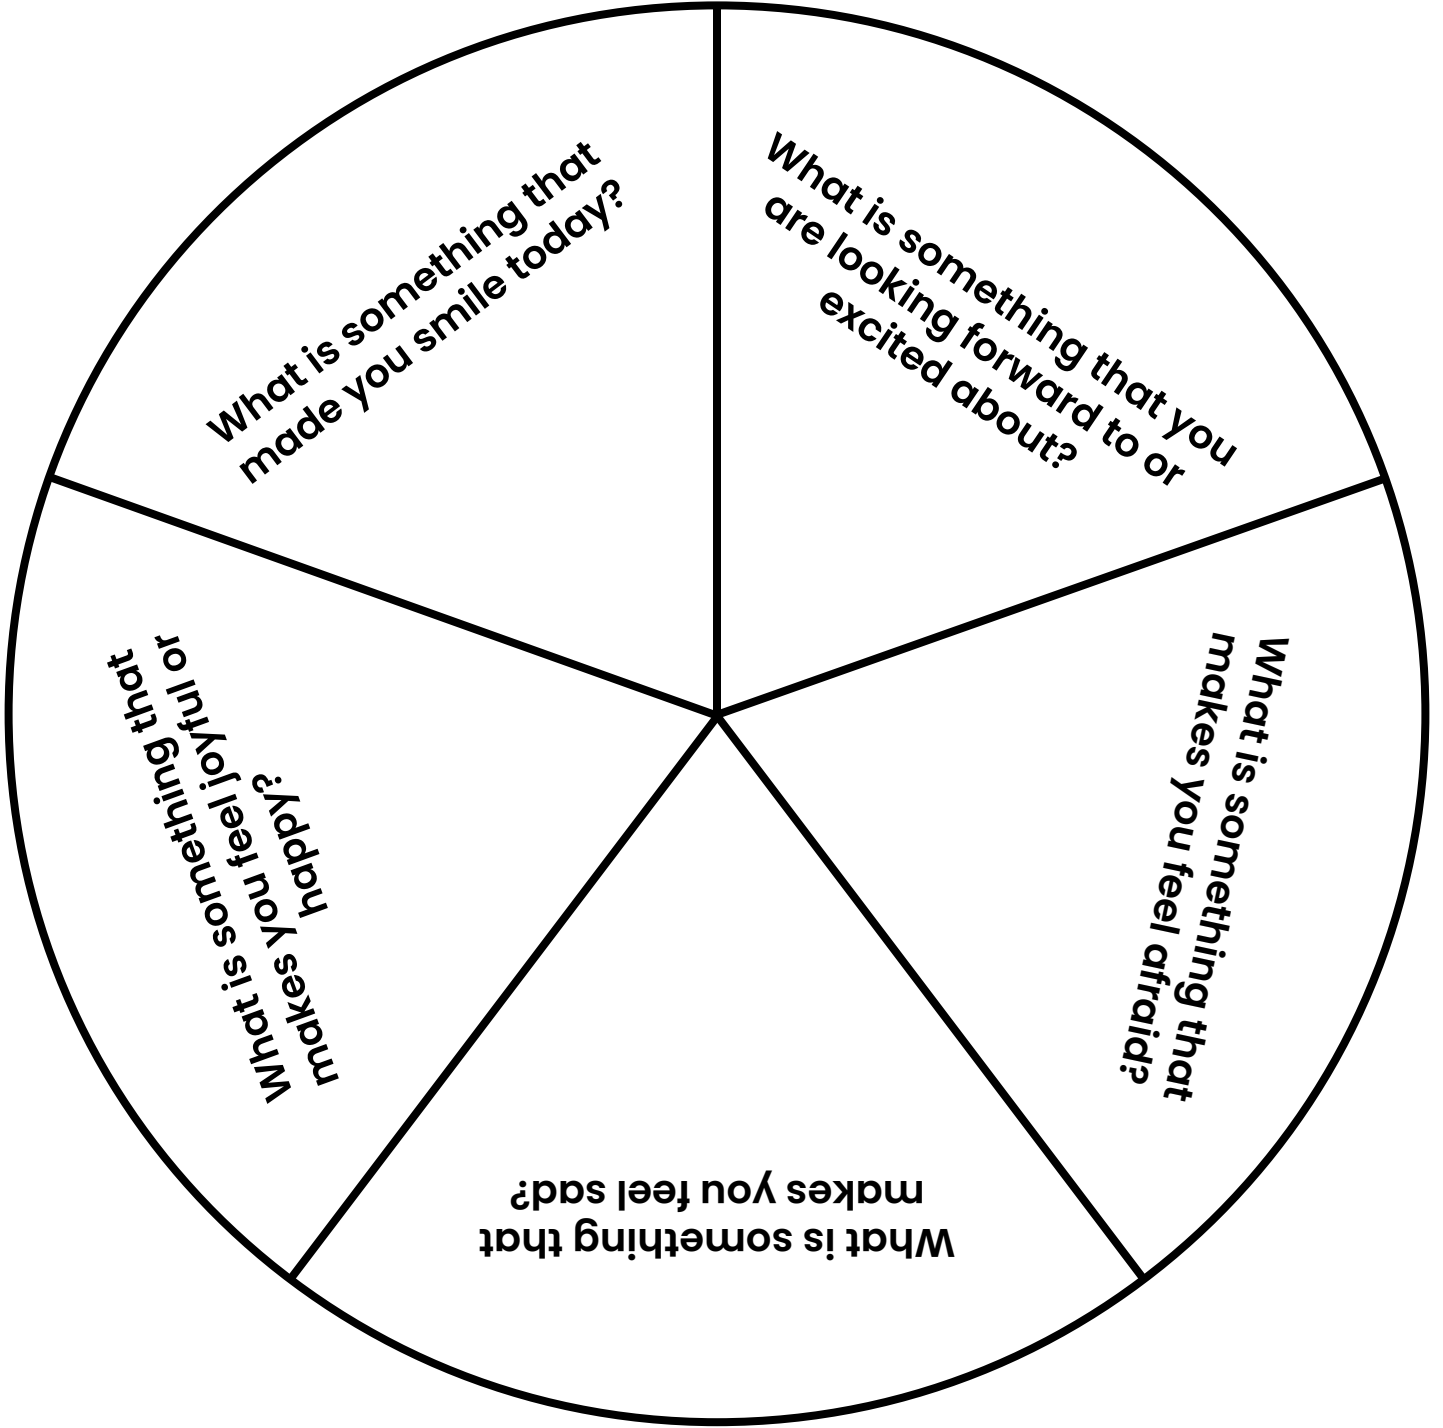 What is something that
made you smile today?
What is something that you
are looking forward to or
excited about?
What is something that
makes you feel afraid?
What is something that
makes you feel sad?
What is something that
makes you feel joyful or
happy?